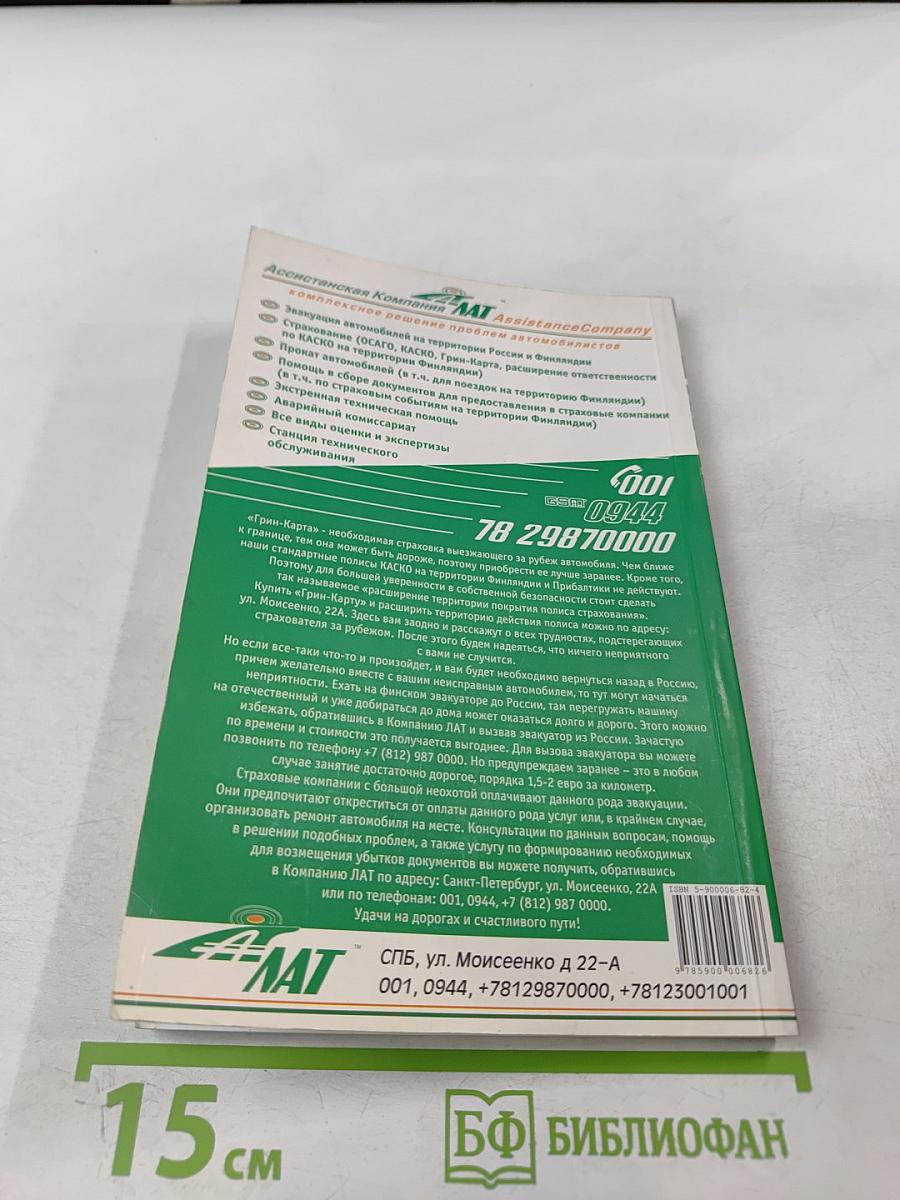 Ассистанская Компания ЛАТ™ AssistanceCompany
комплексное решение проблем автомобилистов
Эвакуация автомобилей на территории России и Финляндии
Страхование (ОСАГО, КАСКО, Грин-Карта, расширение ответственности
по КАСКО на территории Финляндии)
Прокат автомобилей (в т.ч. для поездок на территорию Финляндии)
Помощь в сборе документов для предоставления в страховые компании
(в т.ч. по страховым событиям на территории Финляндии)
Экстренная техническая помощь
Аварийный комиссариат
Все виды оценки и экспертизы
Станция технического
обслуживания
001
GSM 0944
78 29870000
«Грин-Карта» - необходимая страховка выезжающего за рубеж автомобиля. Чем ближе
к границе, тем она может быть дороже, поэтому приобрести ее лучше заранее. Кроме того,
наши стандартные полисы КАСКО на территории Финляндии и Прибалтики не действуют.
Поэтому для большей уверенности в собственной безопасности стоит сделать
так называемое «расширение территории покрытия полиса страхования».
Купить «Грин-Карту» и расширить территорию действия полиса можно по адресу:
ул. Моисеенко, 22А. Здесь вам заодно и расскажут о всех трудностях, подстерегающих
страхователя за рубежом. После этого будем надеяться, что ничего неприятного
с вами не случится.
Но если все-таки что-то и произойдет, и вам будет необходимо вернуться назад в Россию,
причем желательно вместе с вашим неисправным автомобилем, то тут могут начаться
неприятности. Ехать на финском эвакуаторе до России, там перегружать машину
на отечественный и уже добираться до дома может оказаться долго и дорого. Этого можно
избежать, обратившись в Компанию ЛАТ и вызвав эвакуатор из России. Зачастую
по времени и стоимости это получается выгоднее. Для вызова эвакуатора вы можете
позвонить по телефону +7 (812) 987 0000. Но предупреждаем заранее – это в любом
случае занятие достаточно дорогое, порядка 1,5-2 евро за километр.
Страховые компании с большой неохотой оплачивают данного рода эвакуации.
Они предпочитают откреститься от оплаты данного рода услуг или, в крайнем случае,
организовать ремонт автомобиля на месте. Консультации по данным вопросам, помощь
в решении подобных проблем, а также услугу по формированию необходимых
для возмещения убытков документов вы можете получить, обратившись
в Компанию ЛАТ по адресу: Санкт-Петербург, ул. Моисеенко, 22А
или по телефонам: 001, 0944, +7 (812) 987 0000.
Удачи на дорогах и счастливого пути!
ISBN 5-900006-82-4
9 785900 006826
ЛАТ™
СПБ, ул. Моисеенко д 22–А
001, 0944, +78129870000, +78123001001
15 см
БФ БИБЛИОФАН